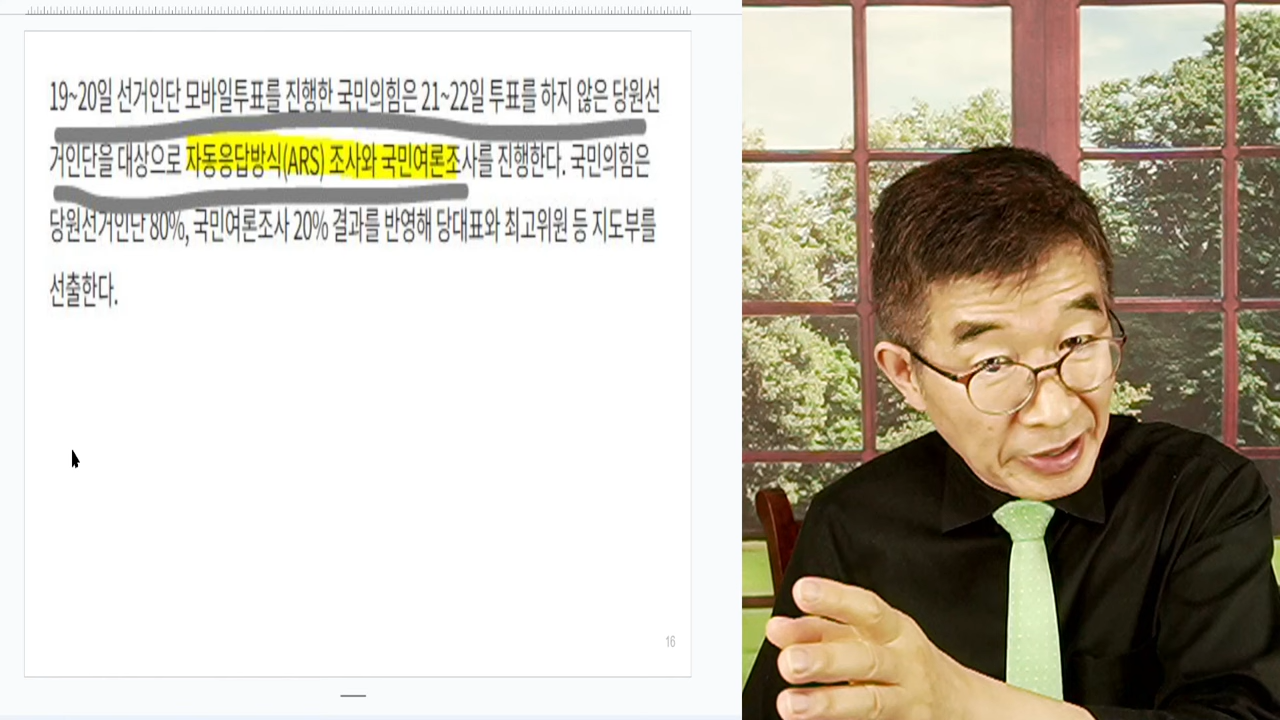 19~20일 선거인단 모바일투표를 진행한 국민의힘은 21~22일 투표를 하지 않은 당원선
거인단을 대상으로 자동응답방식(ARS) 조사와 국민여론조사를 진행한다. 국민의힘은
당원선거인단 80%, 국민여론조사 20% 결과를 반영해 당대표와 최고위원 등 지도부를
선출한다.
16